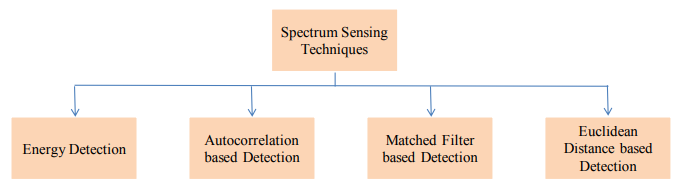 Spectrum Sensing
Techniques
Energy Detection
Autocorrelation
based Detection
Matched Filter
based Detection
Euclidean
Distance based
Detection